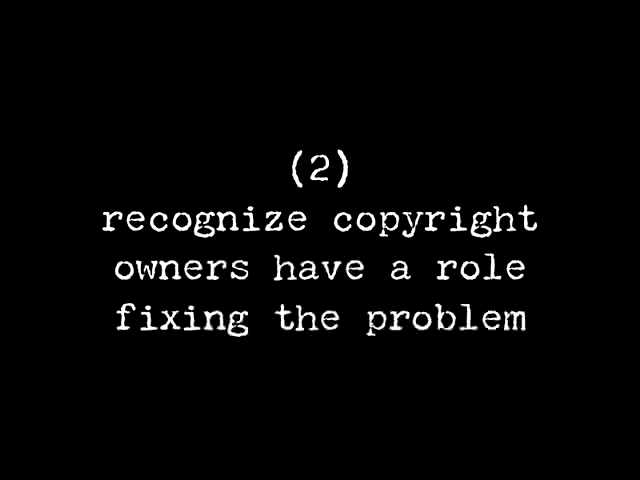 (2)
recognize copyright
owners have a role
fixing the problem